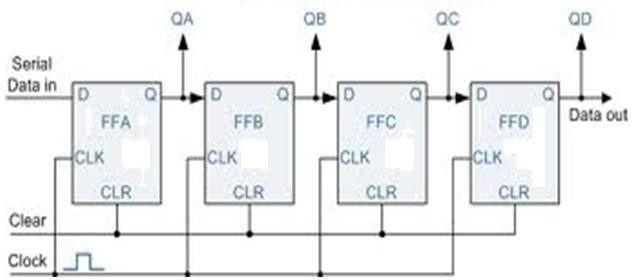 QA QB QC QD
Serial
Data in
D Q D Q D Q D Q
Data out
FFA FFB FFC FFD
CLK CLK CLK CLK
CLR CLR CLR CLR
Clear
Clock